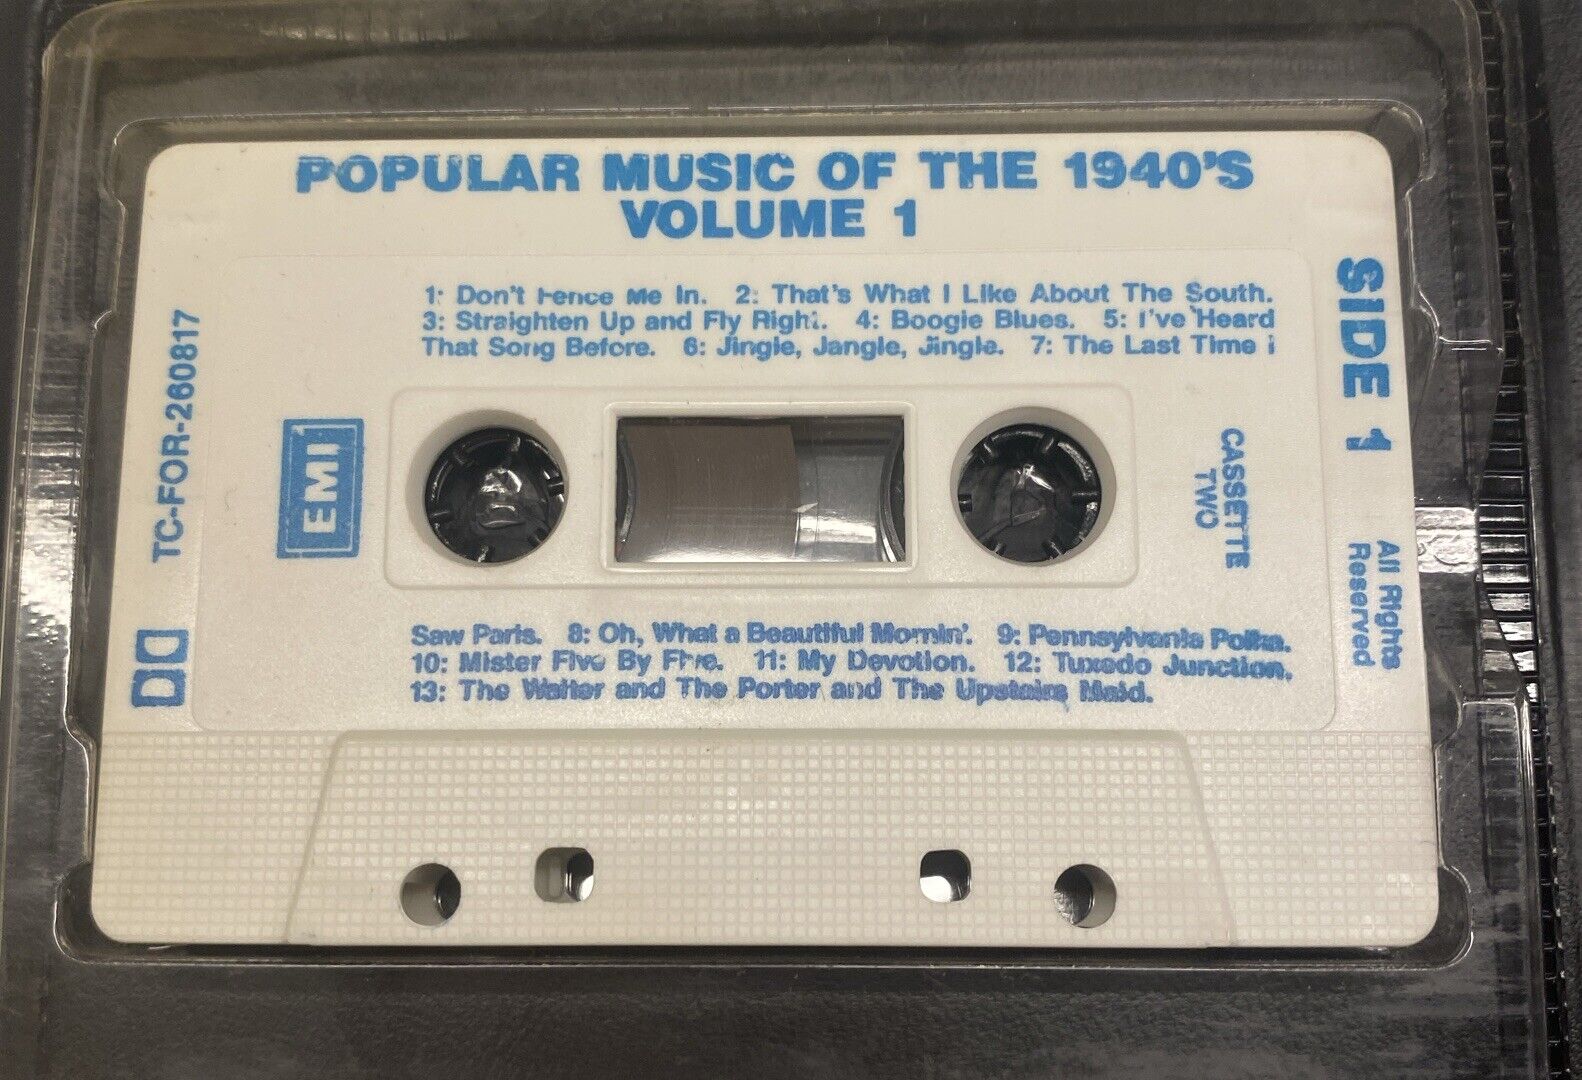 POPULAR MUSIC OF THE 1940'S
VOLUME 1
1: Don't Fence Me In. 2: That's What I Like About The South.
3: Straighten Up and Fly Right. 4: Boogie Blues. 5: I've Heard
That Song Before. 6: Jingle, Jangle, Jingle. 7: The Last Time I
Saw Paris. 8: Oh, What a Beautiful Mornin'. 9: Pennsylvania Polka.
10: Mister Five By Five. 11: My Devotion. 12: Tuxedo Junction.
13: The Waiter and The Porter and The Upstairs Maid.
TC-FOR-260817
EMI
CASSETTE
TWO
SIDE 1
All Rights
Reserved